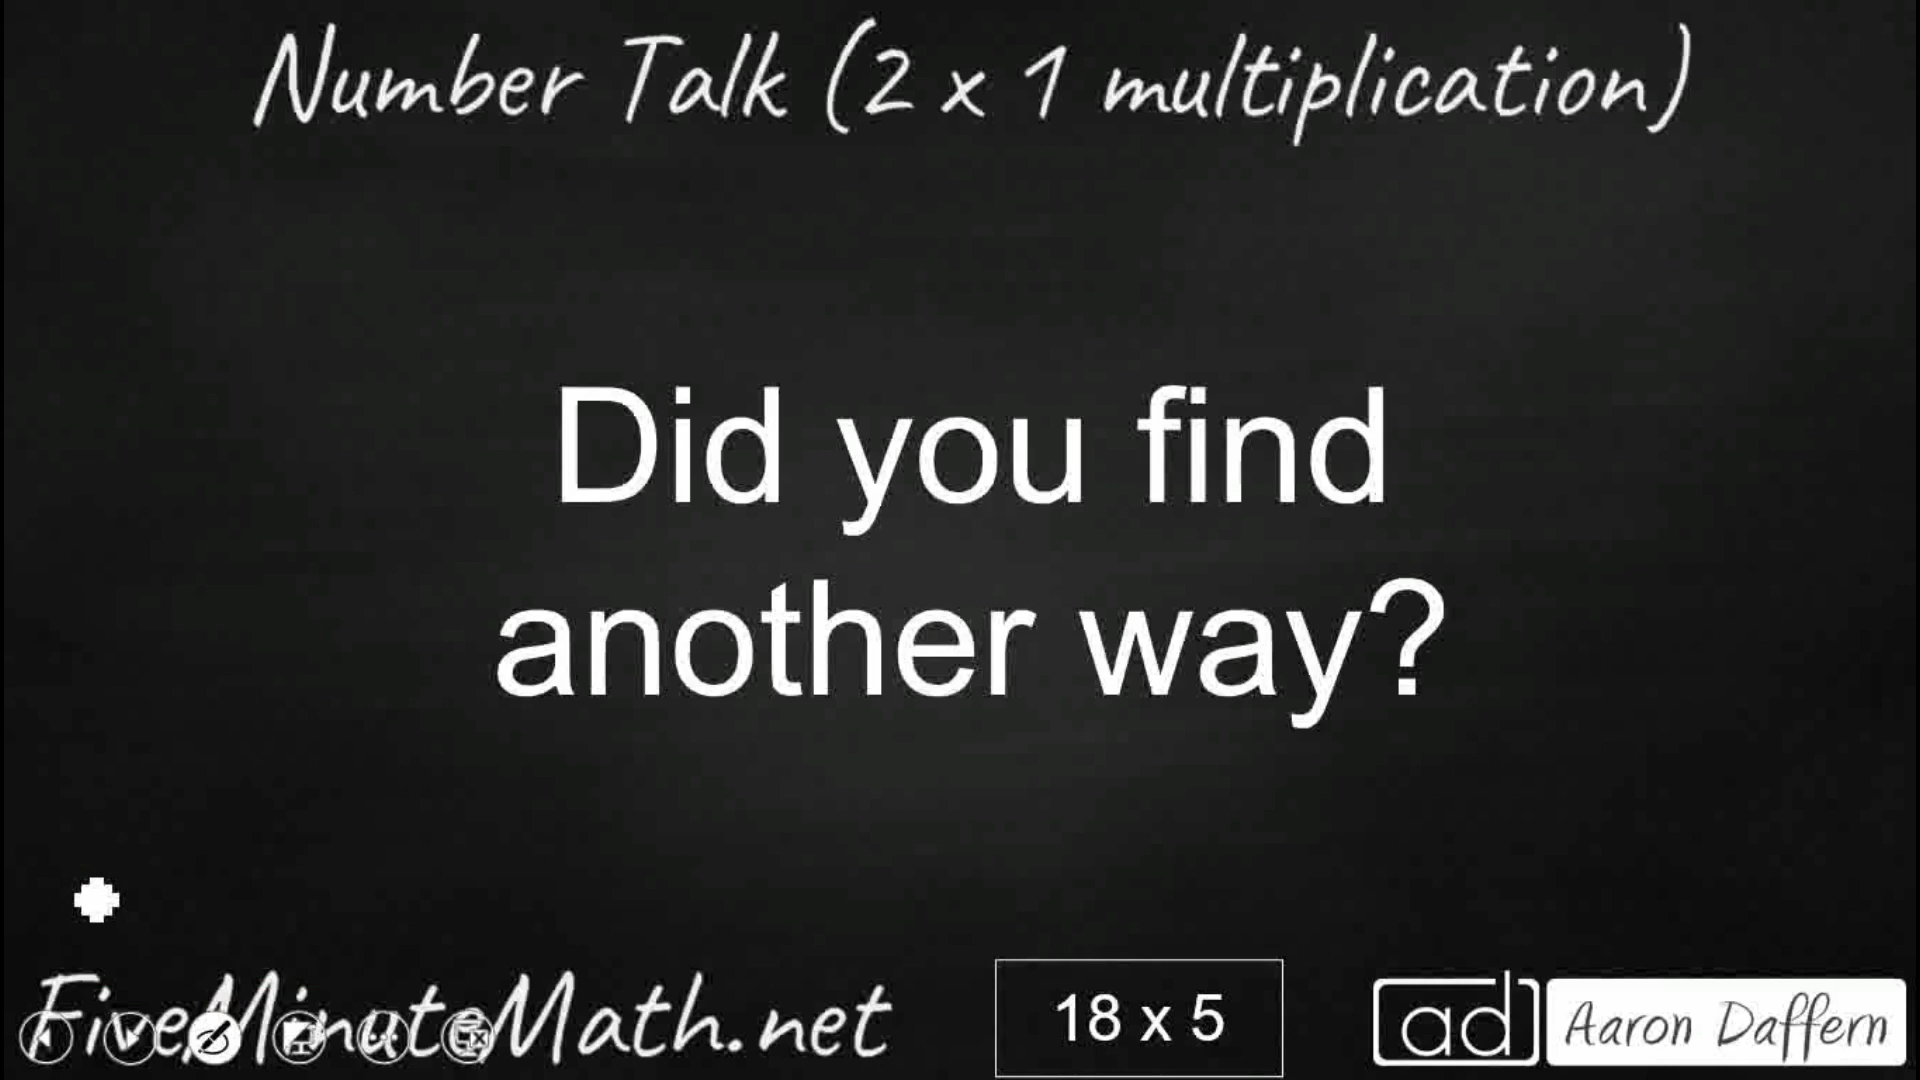 Number Talk (2 x 1 multiplication)
Did you find
another way?
FiveMinuteMath.net
18 x 5
ad Aaron Daffern